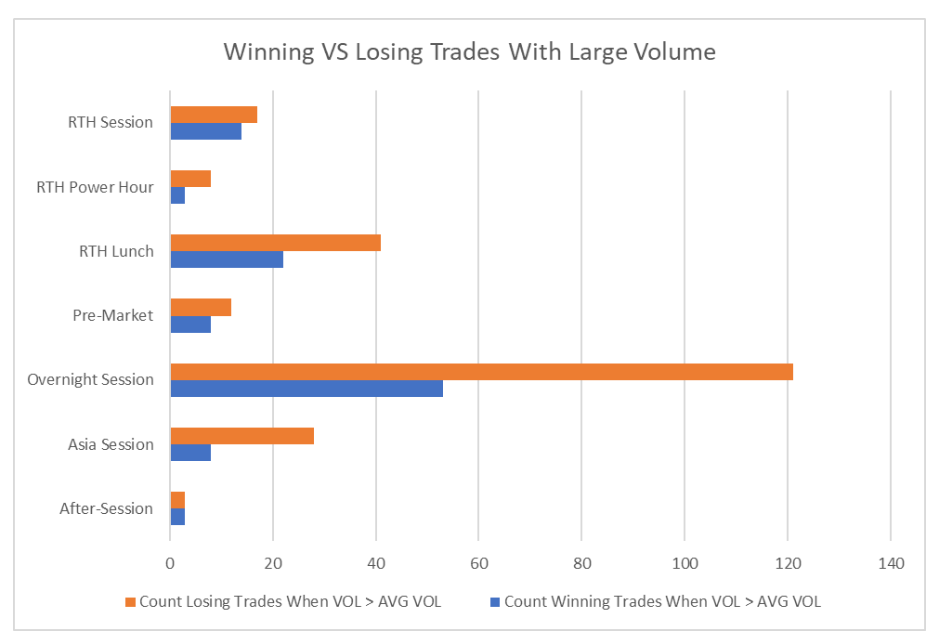 Winning VS Losing Trades With Large Volume
RTH Session
RTH Power Hour
RTH Lunch
Pre-Market
Overnight Session
Asia Session
After-Session
0 20 40 60 80 100 120 140
Count Losing Trades When VOL > AVG VOL Count Winning Trades When VOL > AVG VOL